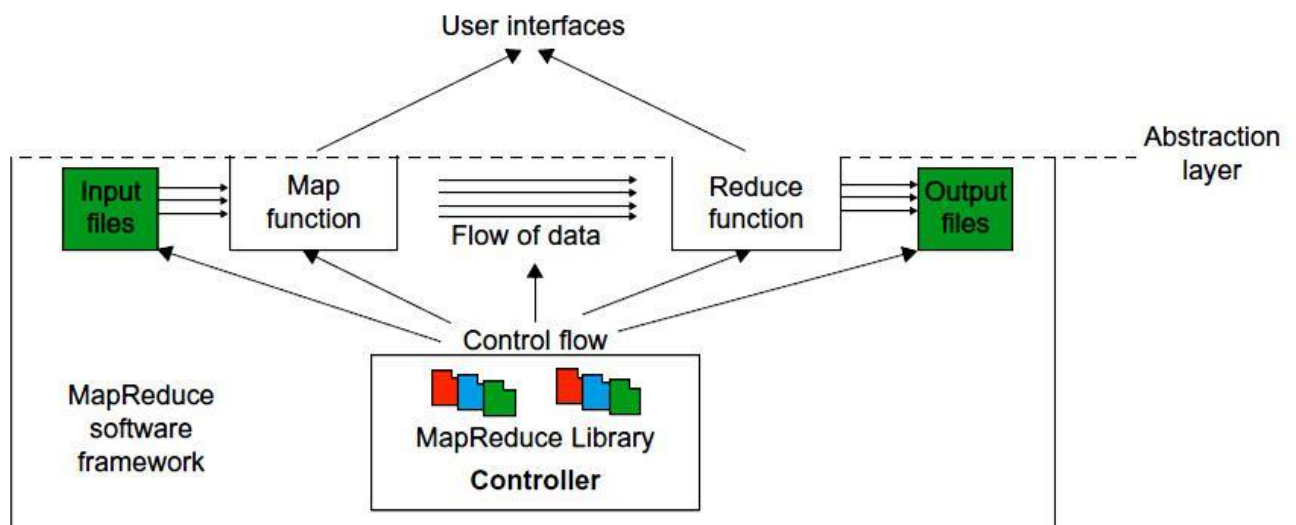 User interfaces
Abstraction
layer
Input
files
Map
function
Reduce
function
Output
files
Flow of data
Control flow
MapReduce
software
framework
MapReduce Library
Controller